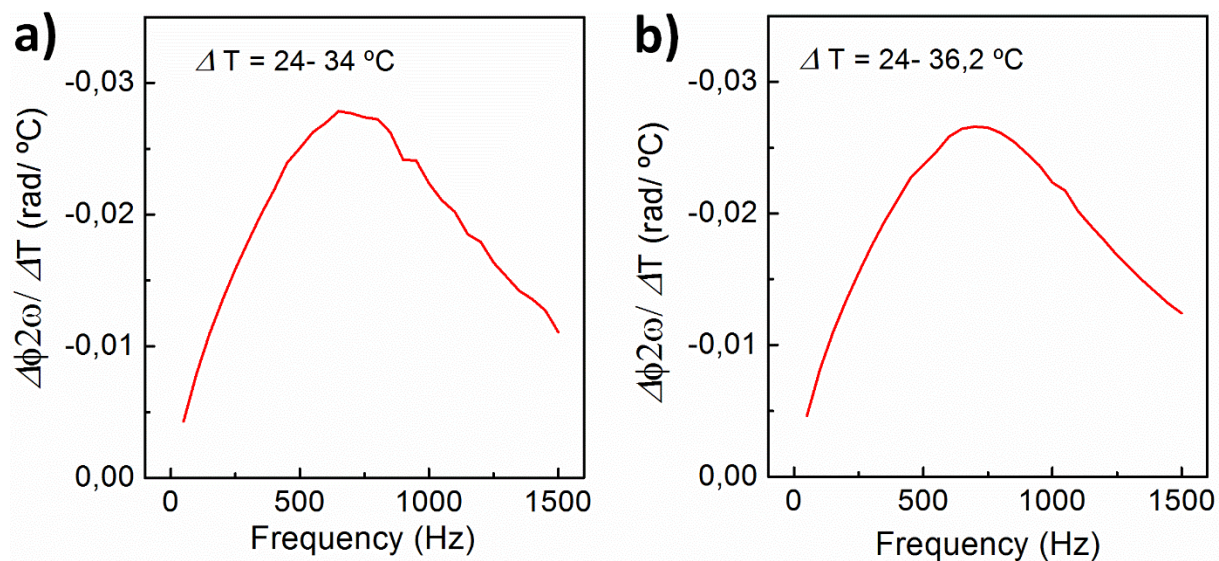 a)
Δ T = 24- 34 ºC
Δϕ2ω/ ΔT (rad/ ºC)
-0,03
-0,02
-0,01
0,00
0 500 1000 1500
Frequency (Hz)
b)
Δ T = 24- 36,2 ºC
Δϕ2ω/ ΔT (rad/ ºC)
-0,03
-0,02
-0,01
0,00
0 500 1000 1500
Frequency (Hz)